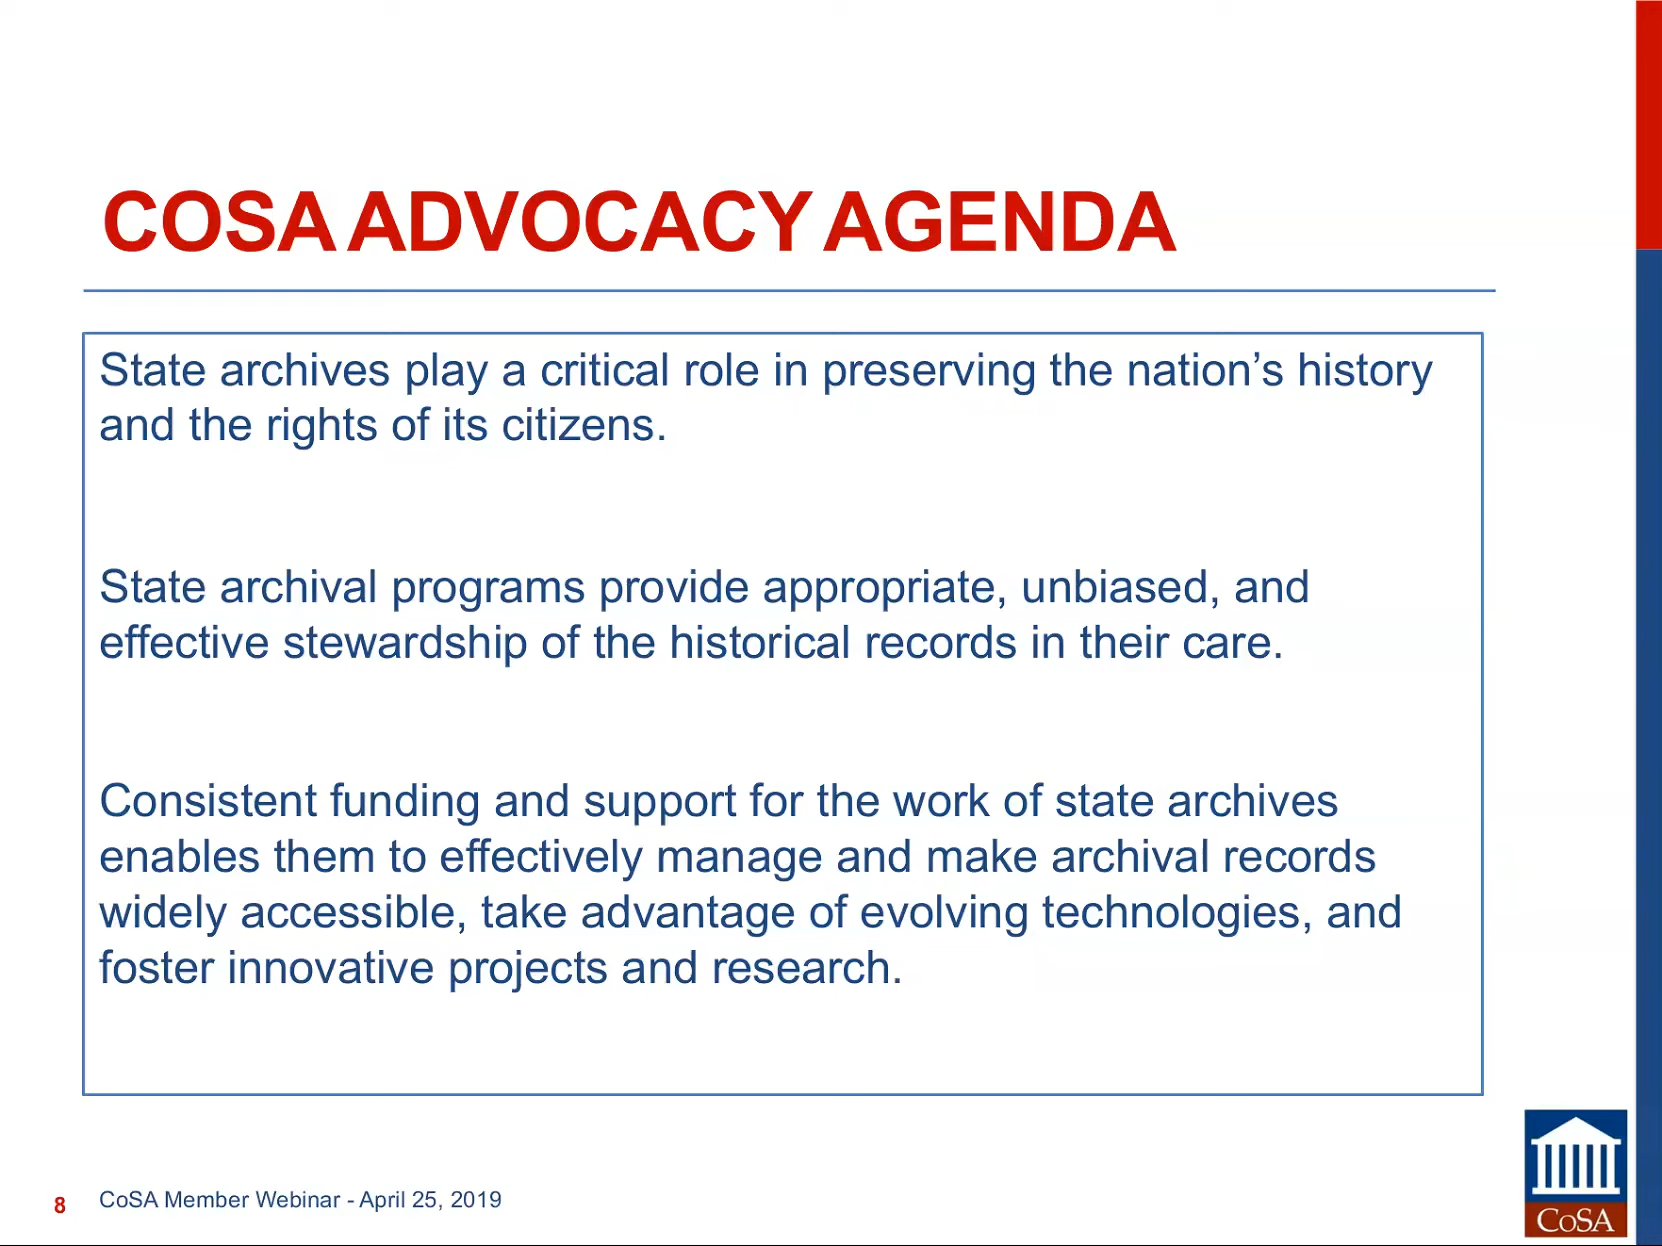 COSA ADVOCACY AGENDA
State archives play a critical role in preserving the nation’s history
and the rights of its citizens.
State archival programs provide appropriate, unbiased, and
effective stewardship of the historical records in their care.
Consistent funding and support for the work of state archives
enables them to effectively manage and make archival records
widely accessible, take advantage of evolving technologies, and
foster innovative projects and research.
8 CoSA Member Webinar - April 25, 2019
CoSA